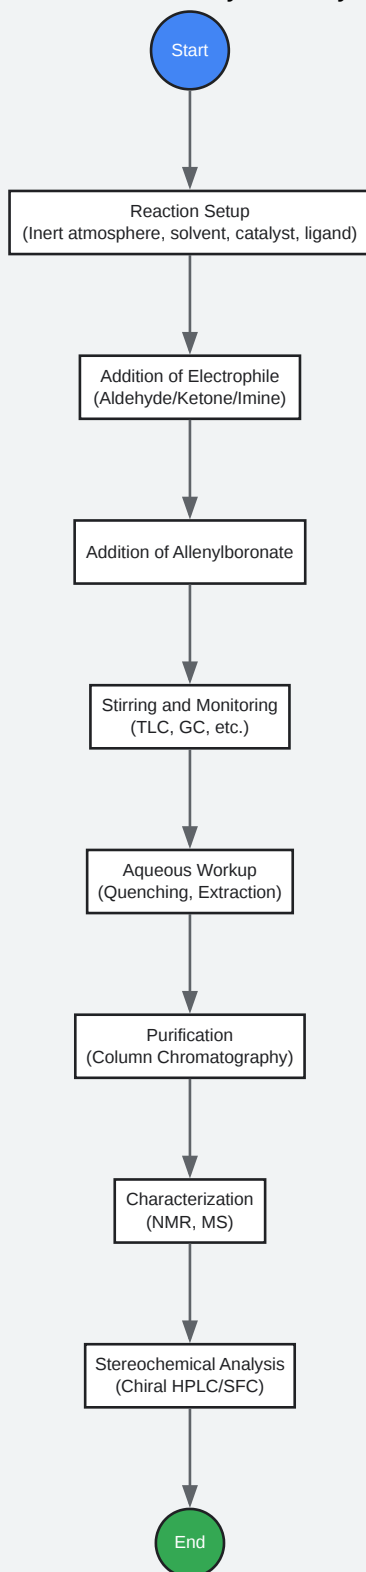 Start
Reaction Setup
(Inert atmosphere, solvent, catalyst, ligand)
Addition of Electrophile
(Aldehyde/Ketone/Imine)
Addition of Allenylboronate
Stirring and Monitoring
(TLC, GC, etc.)
Aqueous Workup
(Quenching, Extraction)
Purification
(Column Chromatography)
Characterization
(NMR, MS)
Stereochemical Analysis
(Chiral HPLC/SFC)
End